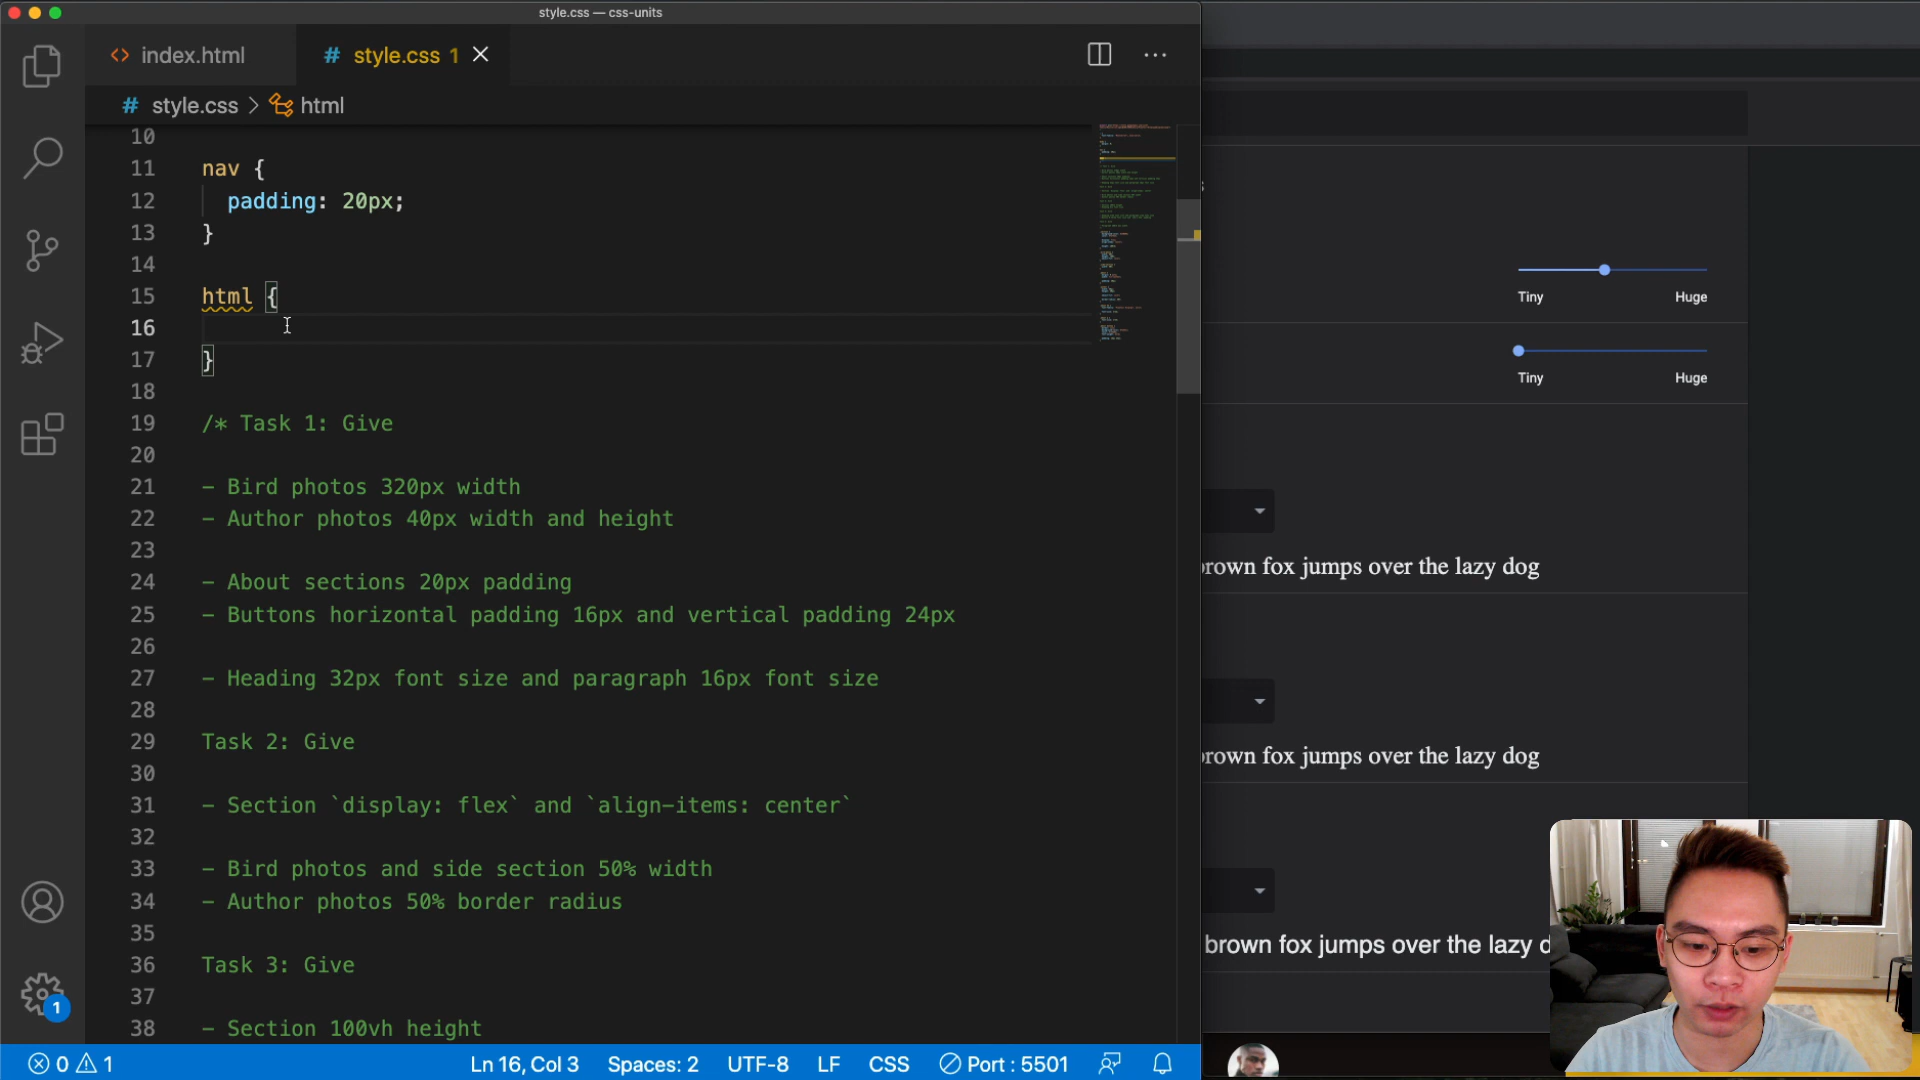 style.css — css-units
<> index.html
# style.css 1
# style.css > html
10
11 nav {
12 padding: 20px;
13 }
14
15 html {
16
17 }
18
19 /* Task 1: Give
20
21 - Bird photos 320px width
22 - Author photos 40px width and height
23
24 - About sections 20px padding
25 - Buttons horizontal padding 16px and vertical padding 24px
26
27 - Heading 32px font size and paragraph 16px font size
28
29 Task 2: Give
30
31 - Section `display: flex` and `align-items: center`
32
33 - Bird photos and side section 50% width
34 - Author photos 50% border radius
35
36 Task 3: Give
37
38 - Section 100vh height
1
0 1 Ln 16, Col 3 Spaces: 2 UTF-8 LF CSS Port : 5501
Tiny Huge
Tiny Huge
brown fox jumps over the lazy dog
brown fox jumps over the lazy dog
brown fox jumps over the lazy